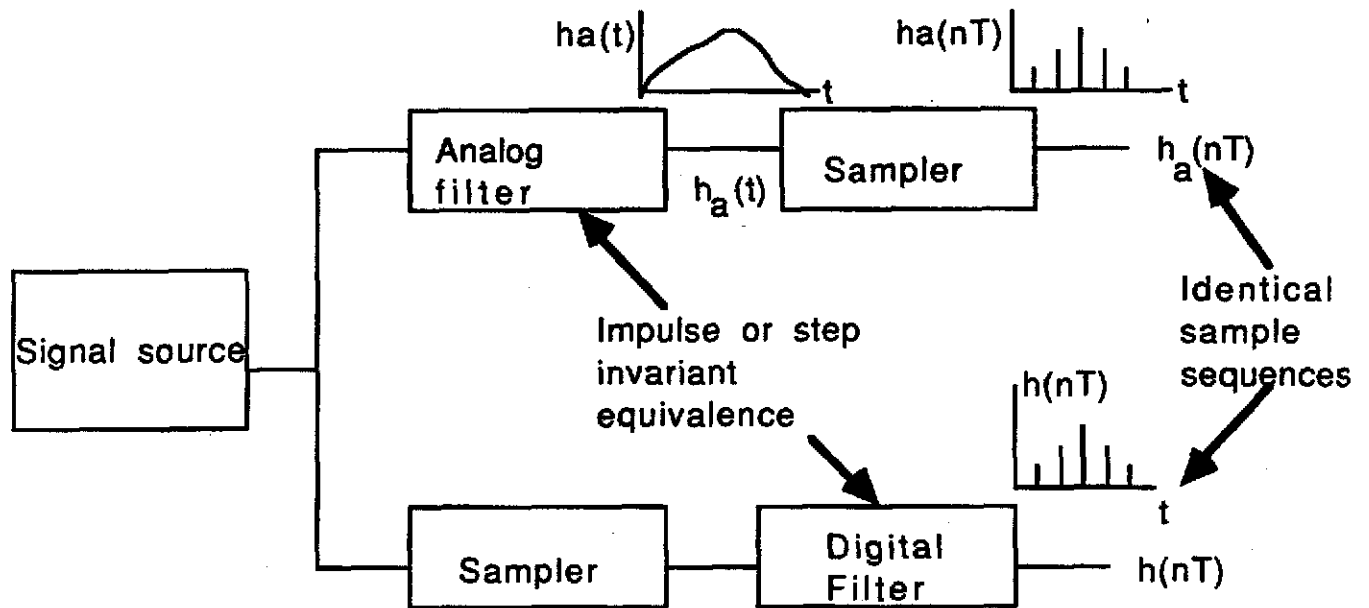 ha(t)
t
ha(nT)
t
Analog
filter
h_a(t)
Sampler
h_a(nT)
Signal source
Impulse or step
invariant
equivalence
Identical
sample
sequences
h(nT)
t
Sampler
Digital
Filter
h(nT)